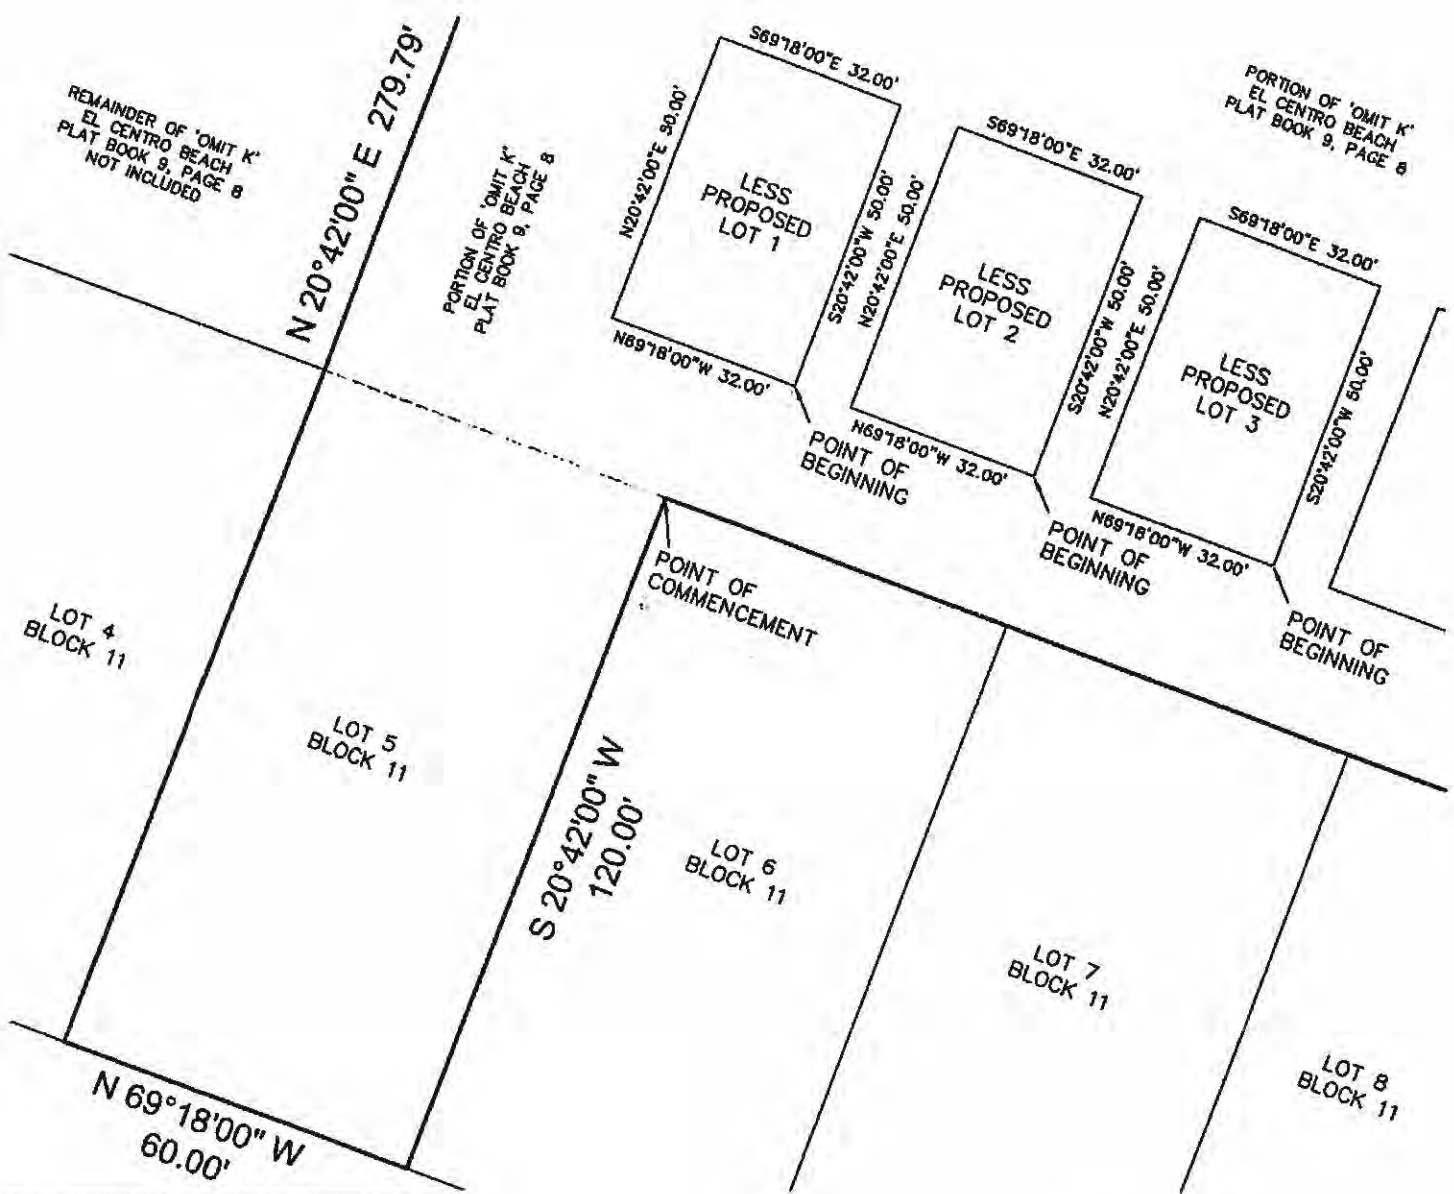 REMAINDER OF 'OMIT K'
EL CENTRO BEACH
PLAT BOOK 9, PAGE 8
NOT INCLUDED
N 20°42'00" E 279.79'
PORTION OF 'OMIT K'
EL CENTRO BEACH
PLAT BOOK 9, PAGE 8
S69°18'00"E 32.00'
N20°42'00"E 50.00'
LESS
PROPOSED
LOT 1
S20°42'00"W 50.00'
N69°18'00"W 32.00'
POINT OF
BEGINNING
S69°18'00"E 32.00'
N20°42'00"E 50.00'
LESS
PROPOSED
LOT 2
S20°42'00"W 50.00'
N69°18'00"W 32.00'
POINT OF
BEGINNING
PORTION OF 'OMIT K'
EL CENTRO BEACH
PLAT BOOK 9, PAGE 8
S69°18'00"E 32.00'
N20°42'00"E 50.00'
LESS
PROPOSED
LOT 3
S20°42'00"W 50.00'
N69°18'00"W 32.00'
POINT OF
BEGINNING
POINT OF
COMMENCEMENT
LOT 4
BLOCK 11
LOT 5
BLOCK 11
S 20°42'00" W
120.00'
LOT 6
BLOCK 11
LOT 7
BLOCK 11
LOT 8
BLOCK 11
N 69°18'00" W
60.00'